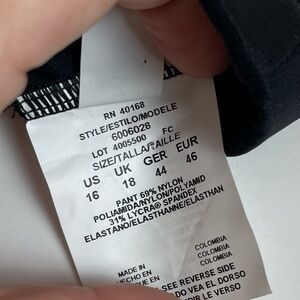 RN 40168
STYLE/ESTILO/MODELE
6006028
LOT 4005500 FC
SIZE/TALLA/TAILLE
US UK GER EUR
16 18 44 46
PANT 69% NYLON
POLIAMIDA/NYLON/POLYAMID
31% LYCRA® SPANDEX
ELASTANO/ELASTHANNE/ELASTHAN
MADE IN COLOMBIA
HECHO EN COLOMBIA
COLOMBIA
SEE REVERSE SIDE
VEA EL DORSO